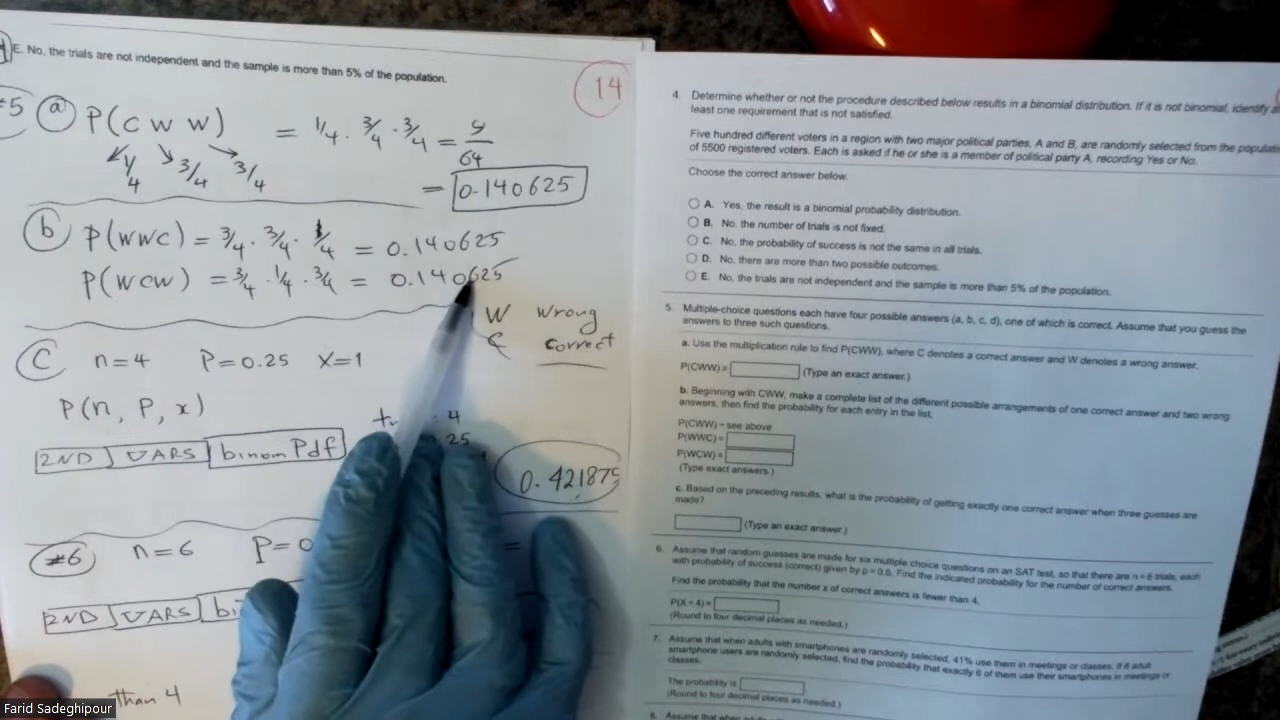 E. No, the trials are not independent and the sample is more than 5% of the population.
14
#5 (a) P(C W W) = 1/4 · 3/4 · 3/4 = 9/64
1/4 3/4 3/4
= 0.140625
(b) P(WWC) = 3/4 · 3/4 · 1/4 = 0.140625
P(WCW) = 3/4 · 1/4 · 3/4 = 0.140625
W Wrong
C correct
(C) n=4 P=0.25 X=1
P(n, P, x)
: 4
25
2ND VARS binomPdf
0.421875
#6 n=6 P=0
=
2ND VARS bi
than 4
4. Determine whether or not the procedure described below results in a binomial distribution. If it is not binomial, identify at
least one requirement that is not satisfied.
Five hundred different voters in a region with two major political parties, A and B, are randomly selected from the populati
of 5500 registered voters. Each is asked if he or she is a member of political party A, recording Yes or No.
Choose the correct answer below.
A. Yes, the result is a binomial probability distribution.
B. No, the number of trials is not fixed.
C. No, the probability of success is not the same in all trials.
D. No, there are more than two possible outcomes.
E. No, the trials are not independent and the sample is more than 5% of the population.
5. Multiple-choice questions each have four possible answers (a, b, c, d), one of which is correct. Assume that you guess the
answers to three such questions.
a. Use the multiplication rule to find P(CWW), where C denotes a correct answer and W denotes a wrong answer.
P(CWW) = (Type an exact answer.)
b. Beginning with CWW, make a complete list of the different possible arrangements of one correct answer and two wrong
answers, then find the probability for each entry in the list.
P(CWW) - see above
P(WWC) =
P(WCW) =
(Type exact answers.)
c. Based on the preceding results, what is the probability of getting exactly one correct answer when three guesses are
made?
(Type an exact answer.)
6. Assume that random guesses are made for six multiple choice questions on an SAT test, so that there are n = 6 trials, each
with probability of success (correct) given by p = 0.6. Find the indicated probability for the number of correct answers.
Find the probability that the number x of correct answers is fewer than 4.
P(X < 4) =
(Round to four decimal places as needed.)
7. Assume that when adults with smartphones are randomly selected, 41% use them in meetings or classes. If 8 adult
smartphone users are randomly selected, find the probability that exactly 6 of them use their smartphones in meetings or
classes.
The probability is
(Round to four decimal places as needed.)
8. Assume that when adu
Farid Sadeghipour